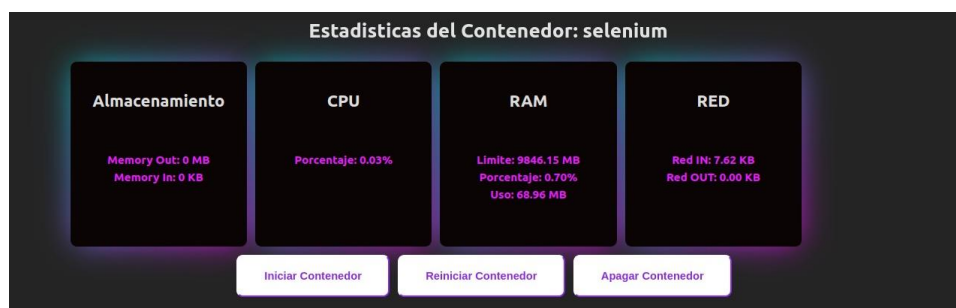 Estadisticas del Contenedor: selenium
Almacenamiento
Memory Out: 0 MB
Memory In: 0 KB
CPU
Porcentaje: 0.03%
RAM
Limite: 9846.15 MB
Porcentaje: 0.70%
Uso: 68.96 MB
RED
Red IN: 7.62 KB
Red OUT: 0.00 KB
Iniciar Contenedor
Reiniciar Contenedor
Apagar Contenedor